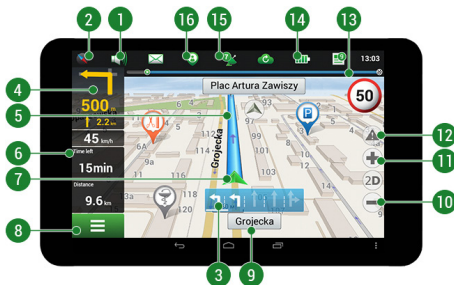 2
1
16
15
14
13
13:03
Plac Artura Zawiszy
4
500 m
2.2 km
50
P
5
45 km/h
6
Time left
15min
Grojecka
12
11
6a
9a
7
Distance
9.6 km
2D
10
8
3
Grojecka
9